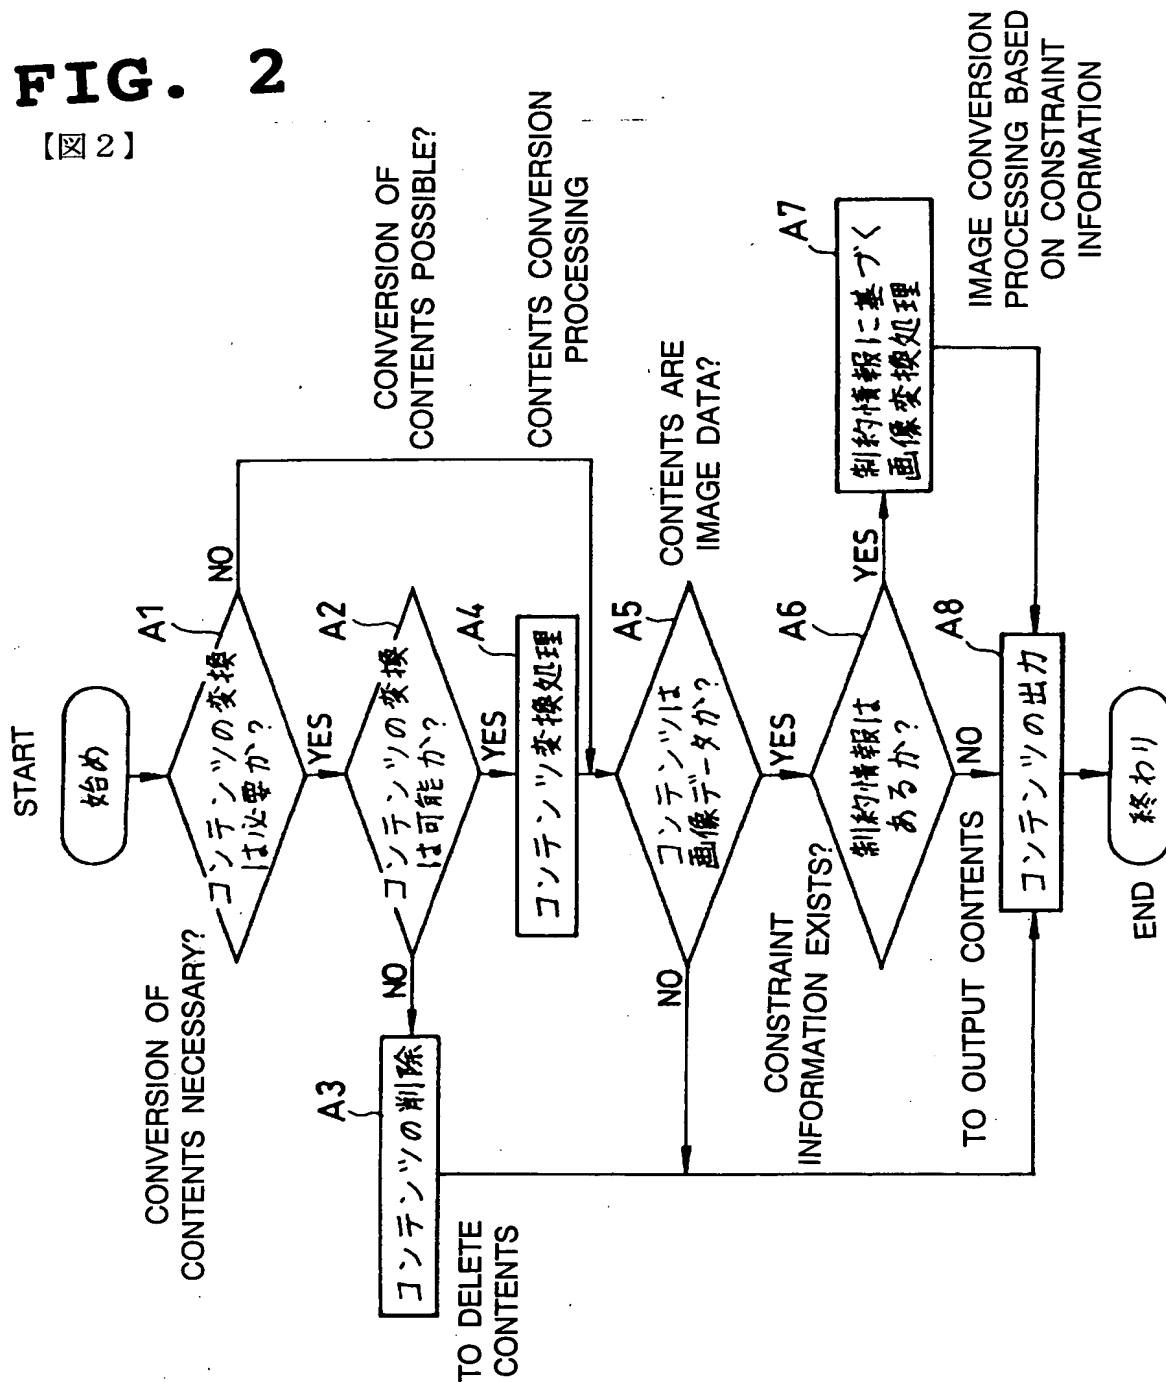 FIG. 2
【図2】
START
始め
A1
コンテンツの変換
は必要か?
CONVERSION OF
CONTENTS NECESSARY?
NO
YES
A2
コンテンツの変換
は可能か?
CONVERSION OF
CONTENTS POSSIBLE?
NO
YES
A3
コンテンツの削除
TO DELETE
CONTENTS
A4
コンテンツ変換処理
CONTENTS CONVERSION
PROCESSING
A5
コンテンツは
画像データか?
CONTENTS ARE
IMAGE DATA?
NO
YES
A6
制約情報は
あるか?
CONSTRAINT
INFORMATION EXISTS?
YES
NO
A7
制約情報に基づく
画像変換処理
IMAGE CONVERSION
PROCESSING BASED
ON CONSTRAINT
INFORMATION
A8
コンテンツの出力
TO OUTPUT CONTENTS
終わり
END